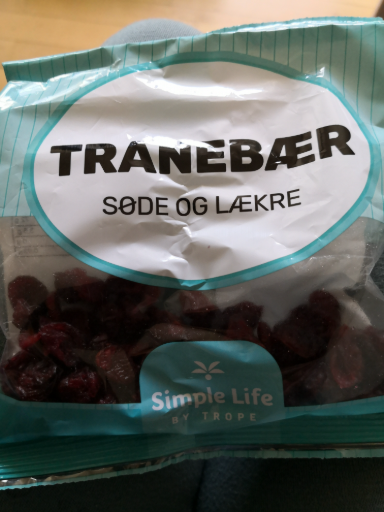 TRANEBÆR
SØDE OG LÆKRE
Simple Life
BY TROPE